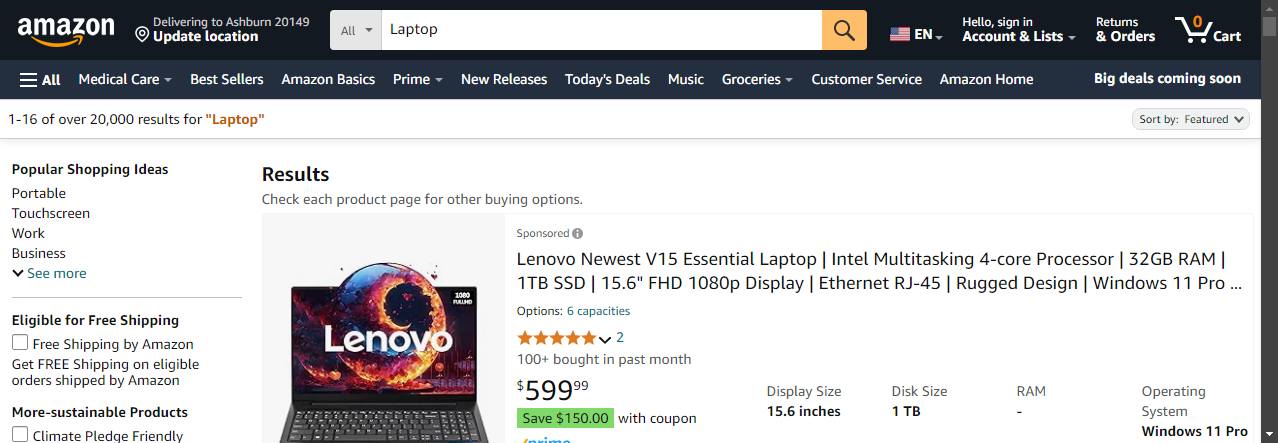 amazon
Delivering to Ashburn 20149
Update location
All
Laptop
EN
Hello, sign in
Account & Lists
Returns
& Orders
0
Cart
All
Medical Care
Best Sellers
Amazon Basics
Prime
New Releases
Today's Deals
Music
Groceries
Customer Service
Amazon Home
Big deals coming soon
1-16 of over 20,000 results for "Laptop"
Sort by: Featured
Popular Shopping Ideas
Portable
Touchscreen
Work
Business
See more
Eligible for Free Shipping
Free Shipping by Amazon
Get FREE Shipping on eligible
orders shipped by Amazon
More-sustainable Products
Climate Pledge Friendly
Results
Check each product page for other buying options.
1080
FULLHD
Lenovo
Sponsored
Lenovo Newest V15 Essential Laptop | Intel Multitasking 4-core Processor | 32GB RAM |
1TB SSD | 15.6" FHD 1080p Display | Ethernet RJ-45 | Rugged Design | Windows 11 Pro ...
Options: 6 capacities
2
100+ bought in past month
$599.99
Save $150.00 with coupon
prime
Display Size
15.6 inches
Disk Size
1 TB
RAM
-
Operating
System
Windows 11 Pro